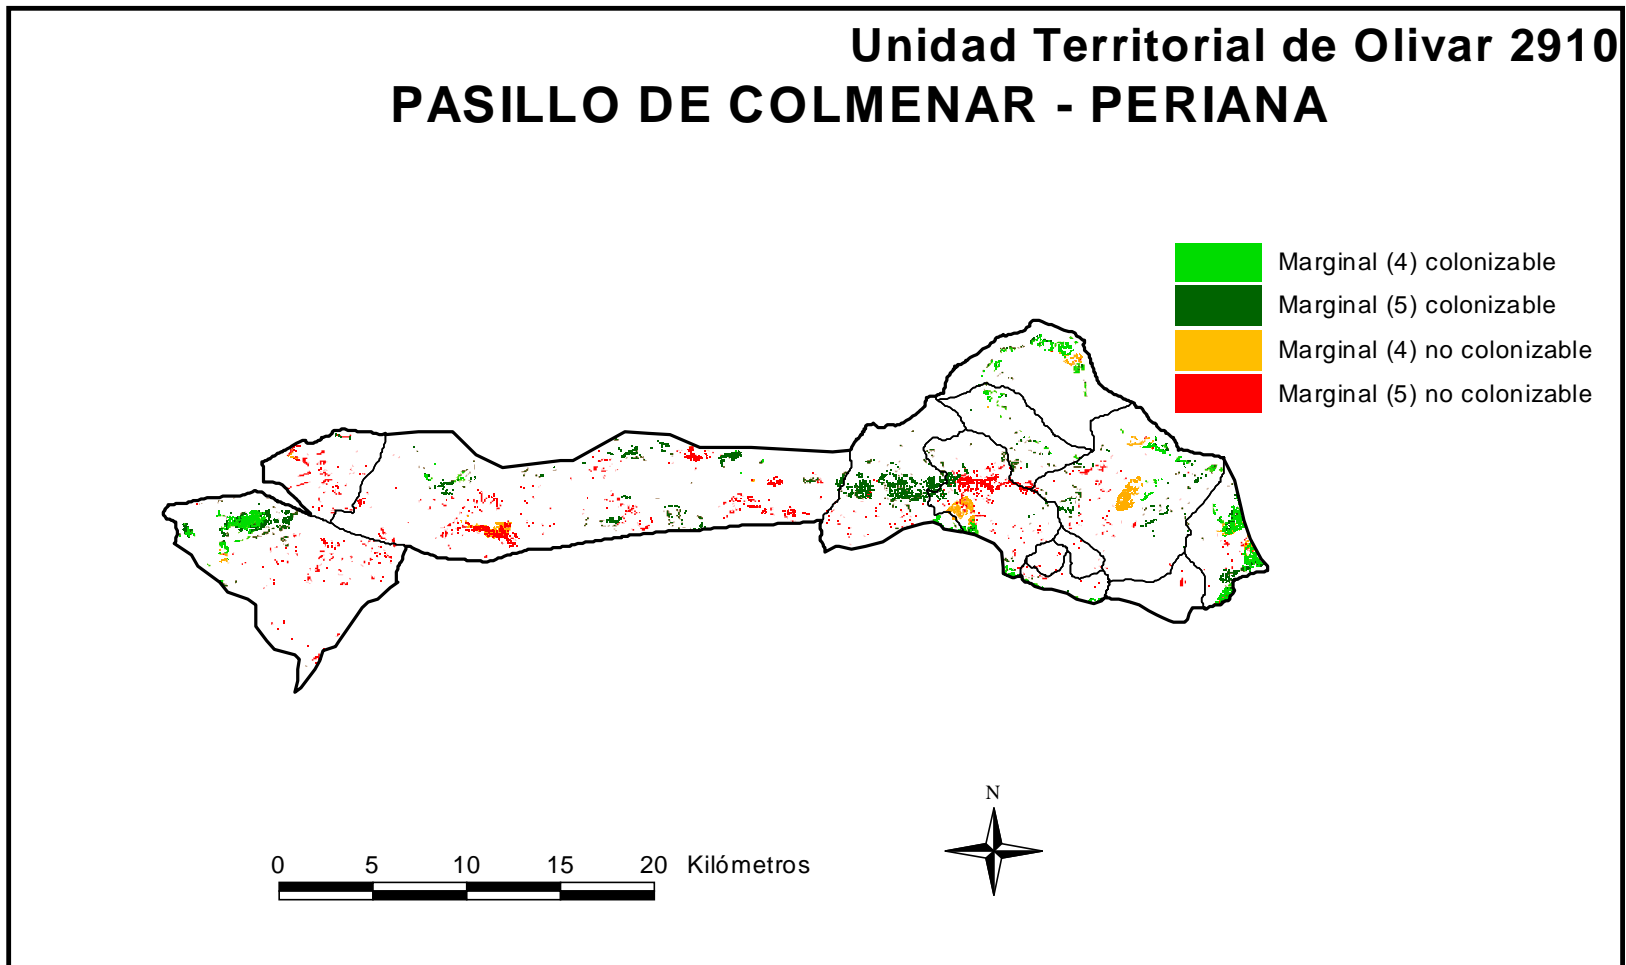 Unidad Territorial de Olivar 2910
PASILLO DE COLMENAR - PERIANA
Marginal (4) colonizable
Marginal (5) colonizable
Marginal (4) no colonizable
Marginal (5) no colonizable
N
0 5 10 15 20 Kilómetros